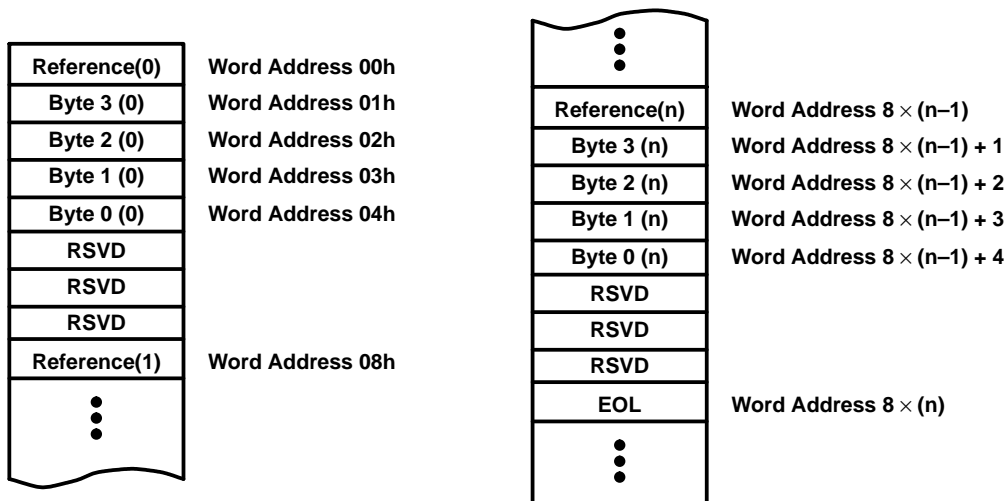 Reference(0) Word Address 00h
Byte 3 (0) Word Address 01h
Byte 2 (0) Word Address 02h
Byte 1 (0) Word Address 03h
Byte 0 (0) Word Address 04h
RSVD
RSVD
RSVD
Reference(1) Word Address 08h
Reference(n) Word Address 8 × (n–1)
Byte 3 (n) Word Address 8 × (n–1) + 1
Byte 2 (n) Word Address 8 × (n–1) + 2
Byte 1 (n) Word Address 8 × (n–1) + 3
Byte 0 (n) Word Address 8 × (n–1) + 4
RSVD
RSVD
RSVD
EOL Word Address 8 × (n)